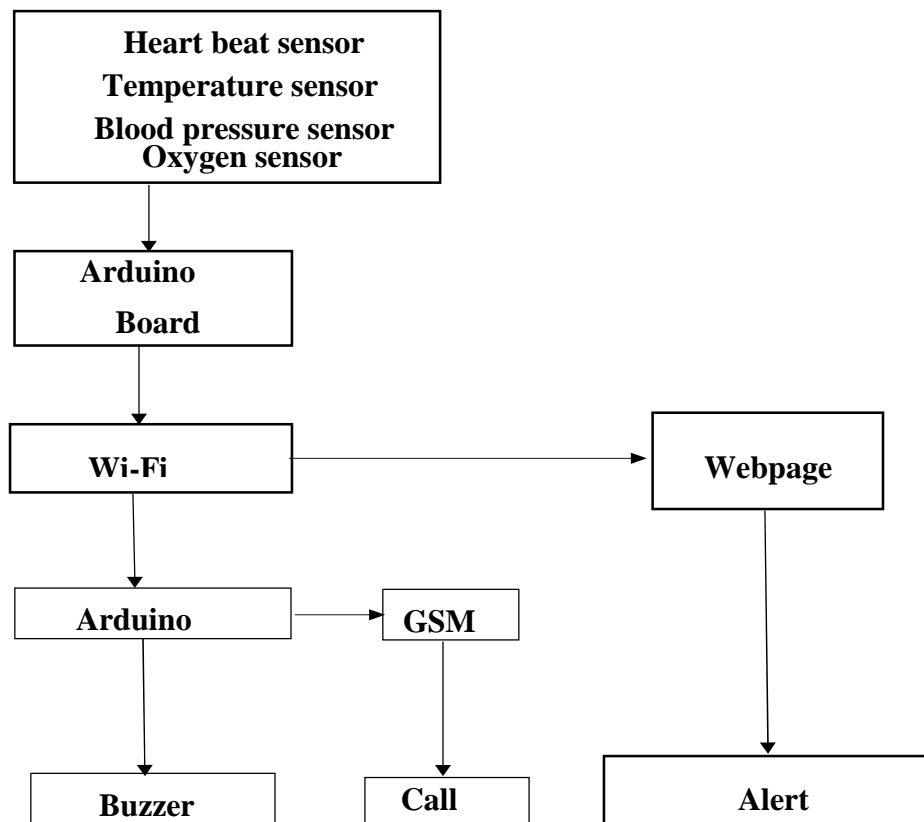 Heart beat sensor
Temperature sensor
Blood pressure sensor
Oxygen sensor
Arduino
Board
Wi-Fi
Webpage
Arduino
GSM
Buzzer
Call
Alert